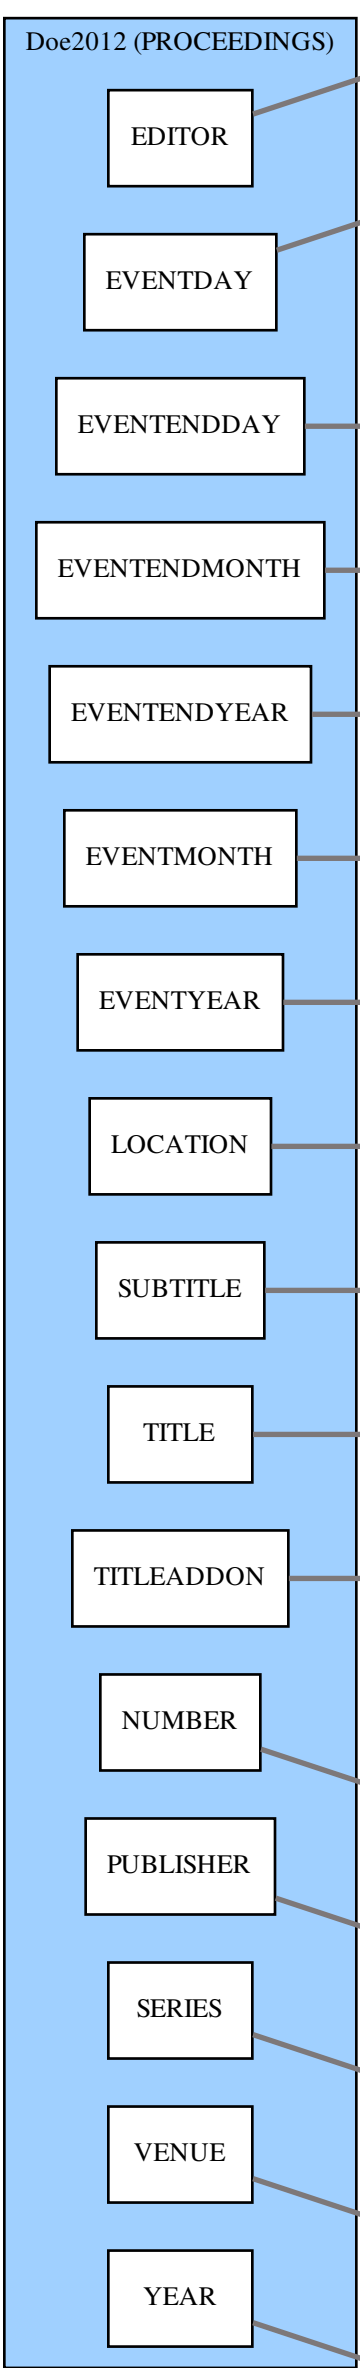 Doe2012 (PROCEEDINGS)
EDITOR
EVENTDAY
EVENTENDDAY
EVENTENDMONTH
EVENTENDYEAR
EVENTMONTH
EVENTYEAR
LOCATION
SUBTITLE
TITLE
TITLEADDON
NUMBER
PUBLISHER
SERIES
VENUE
YEAR